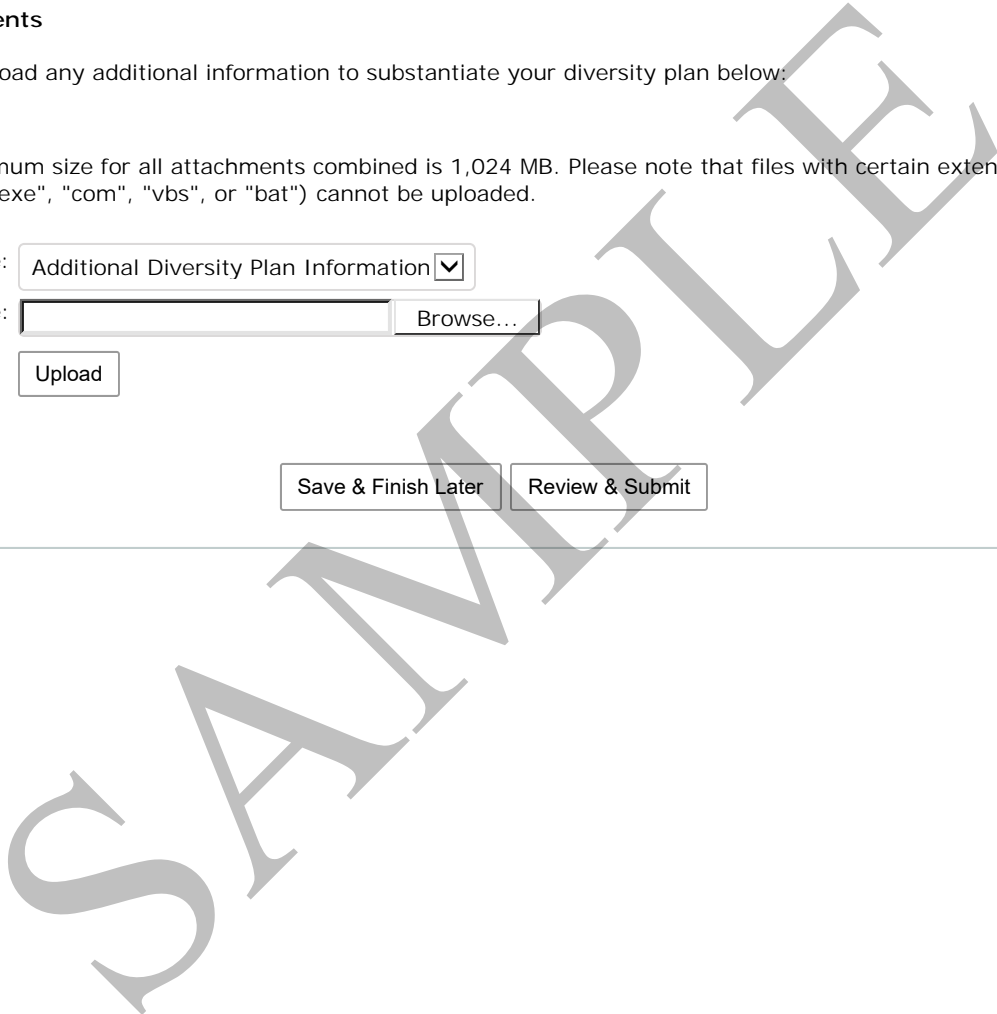 ents
oad any additional information to substantiate your diversity plan below:
mum size for all attachments combined is 1,024 MB. Please note that files with certain exten
exe", "com", "vbs", or "bat") cannot be uploaded.
e: Additional Diversity Plan Information
e: Browse...
Upload
Save & Finish Later Review & Submit
SAMPLE